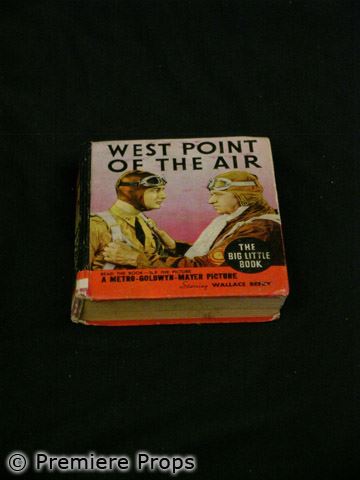 WEST POINT
OF THE AIR
THE
BIG LITTLE
BOOK
READ THE BOOK - SEE THE PICTURE
A METRO-GOLDWYN-MAYER PICTURE
Starring WALLACE BEERY
© Premiere Props